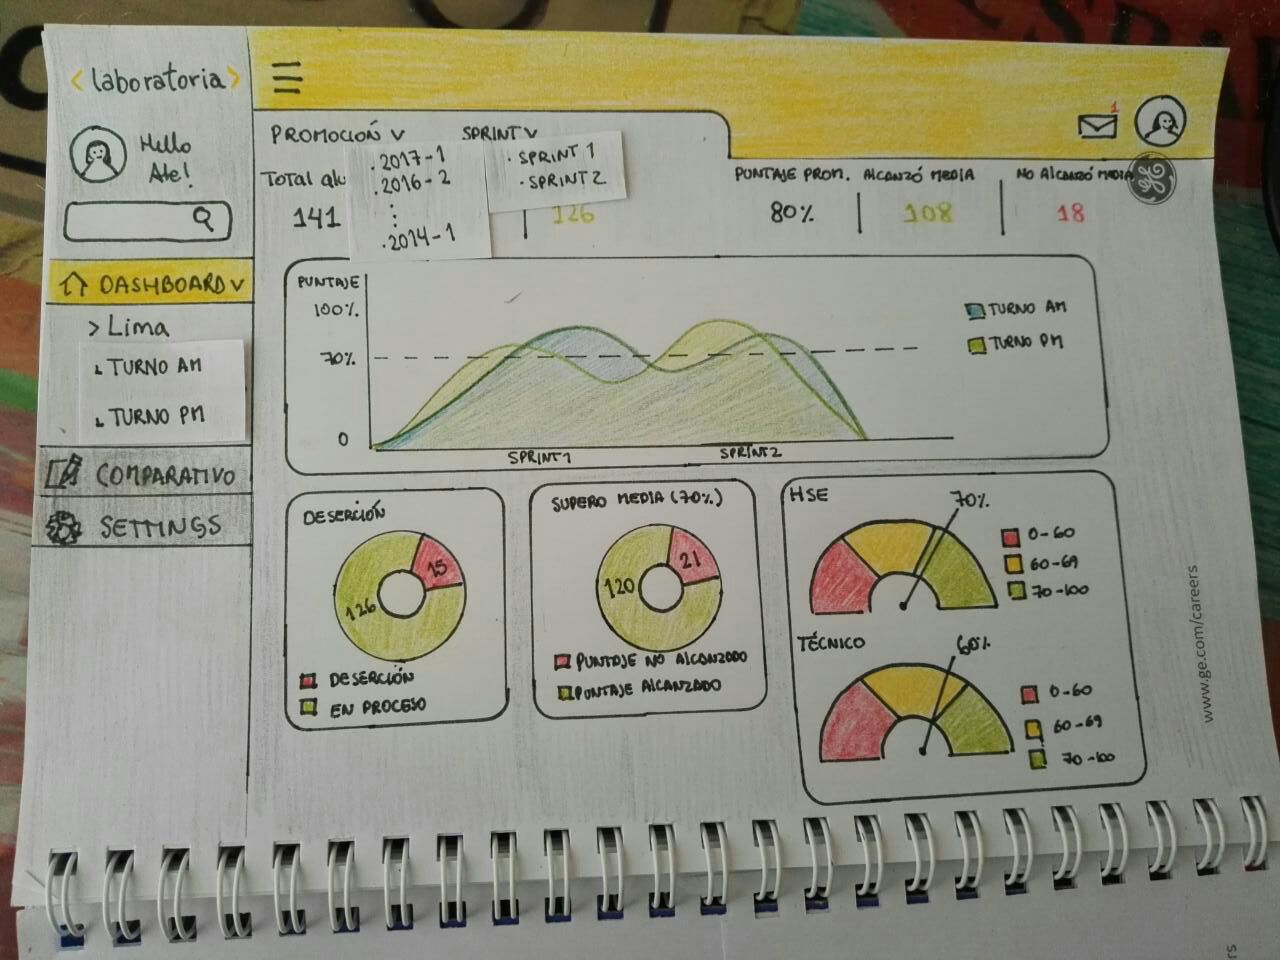 < laboratoria >
Hello
Ale!
DASHBOARD V
> Lima
TURNO AM
TURNO PM
COMPARATIVO
SETTINGS
PROMOCIÓN V SPRINT V
. 2017-1
. 2016-2
. 2014-1
. SPRINT 1
. SPRINT 2
1
Total alu
141
126
PUNTAJE PROM. ALCANZÓ MEDIA NO ALCANZÓ MEDIA
80% 108 18
PUNTAJE
100%
70%
0
SPRINT 1 SPRINT 2
TURNO AM
TURNO PM
DESERCIÓN
15
126
DESERCIÓN
EN PROCESO
SUPERO MEDIA (70%)
21
120
PUNTAJE NO ALCANZADO
PUNTAJE ALCANZADO
HSE
70%
0-60
60-69
70-100
TÉCNICO
0-60
60-69
70-100
GE
www.ge.com/careers